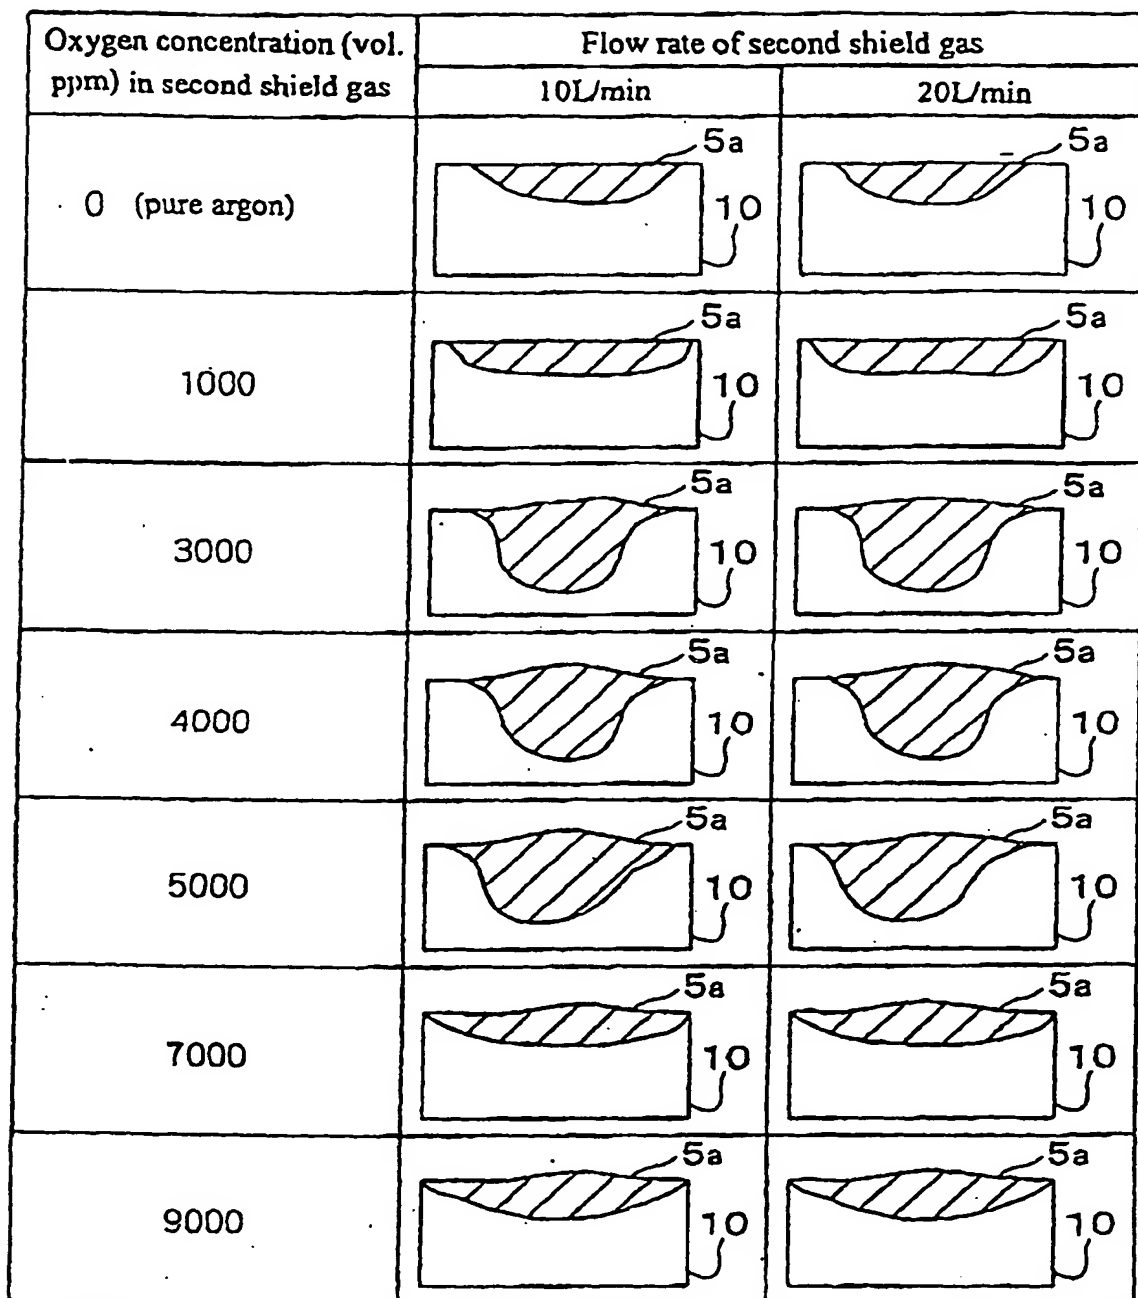 Oxygen concentration (vol.
ppm) in second shield gas
Flow rate of second shield gas
10L/min
20L/min
0 (pure argon)
5a
10
5a
10
1000
5a
10
5a
10
3000
5a
10
5a
10
4000
5a
10
5a
10
5000
5a
10
5a
10
7000
5a
10
5a
10
9000
5a
10
5a
10